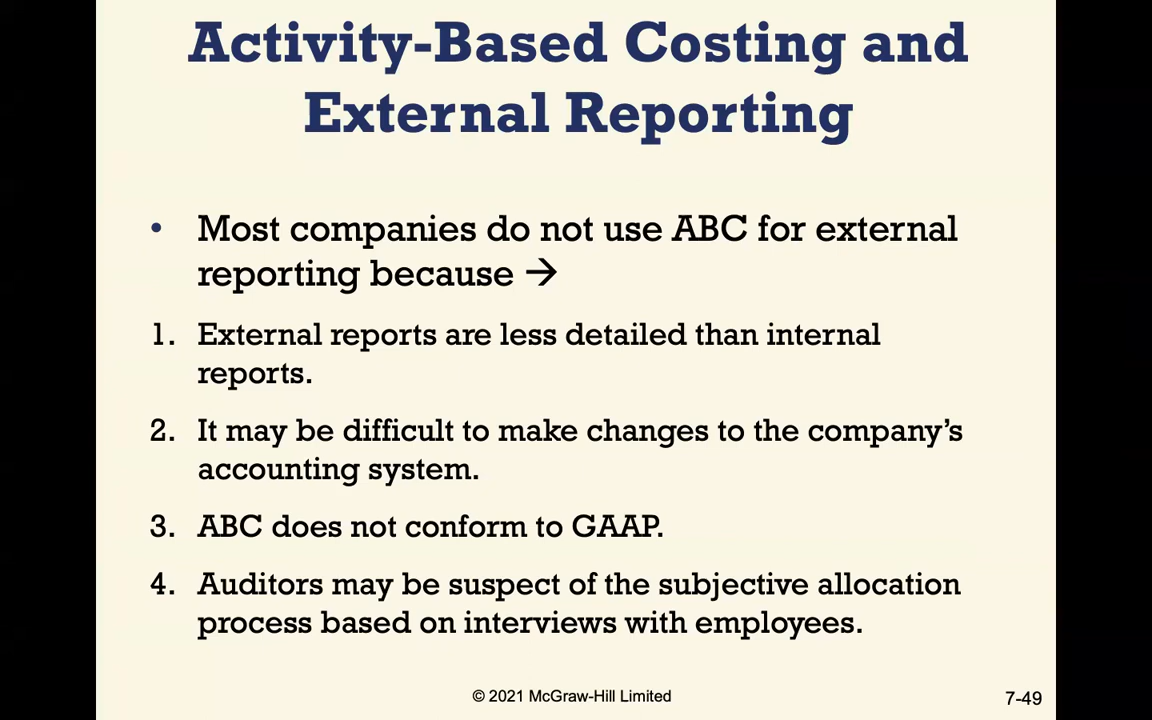 Activity-Based Costing and
External Reporting
• Most companies do not use ABC for external
reporting because →
1. External reports are less detailed than internal
reports.
2. It may be difficult to make changes to the company’s
accounting system.
3. ABC does not conform to GAAP.
4. Auditors may be suspect of the subjective allocation
process based on interviews with employees.
© 2021 McGraw-Hill Limited
7-49